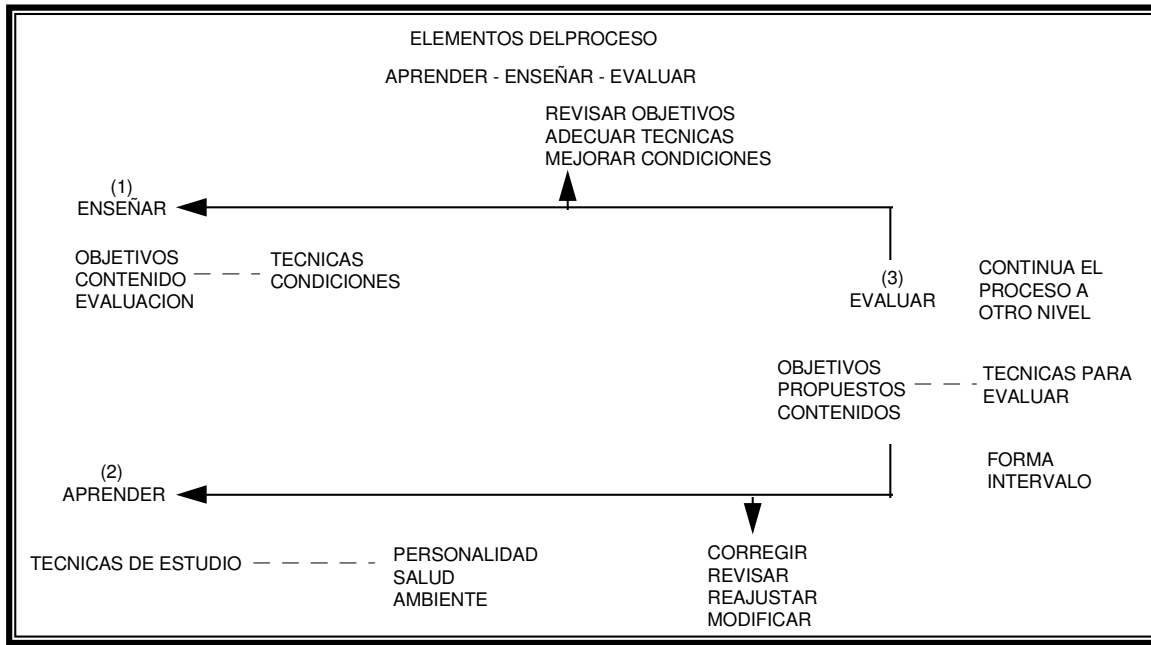 ELEMENTOS DELPROCESO
APRENDER - ENSEÑAR - EVALUAR
REVISAR OBJETIVOS
ADECUAR TECNICAS
MEJORAR CONDICIONES
(1)
ENSEÑAR
OBJETIVOS
CONTENIDO
EVALUACION
TECNICAS
CONDICIONES
(3)
EVALUAR
CONTINUA EL
PROCESO A
OTRO NIVEL
OBJETIVOS
PROPUESTOS
CONTENIDOS
TECNICAS PARA
EVALUAR
FORMA
INTERVALO
(2)
APRENDER
TECNICAS DE ESTUDIO
PERSONALIDAD
SALUD
AMBIENTE
CORREGIR
REVISAR
REAJUSTAR
MODIFICAR